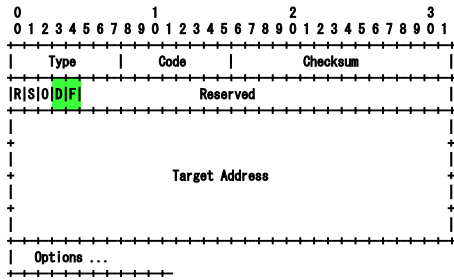 0                   1                   2                   3
0 1 2 3 4 5 6 7 8 9 0 1 2 3 4 5 6 7 8 9 0 1 2 3 4 5 6 7 8 9 0 1
| Type | Code | Checksum |
|R|S|O|D|F| Reserved |
Target Address
| Options ...